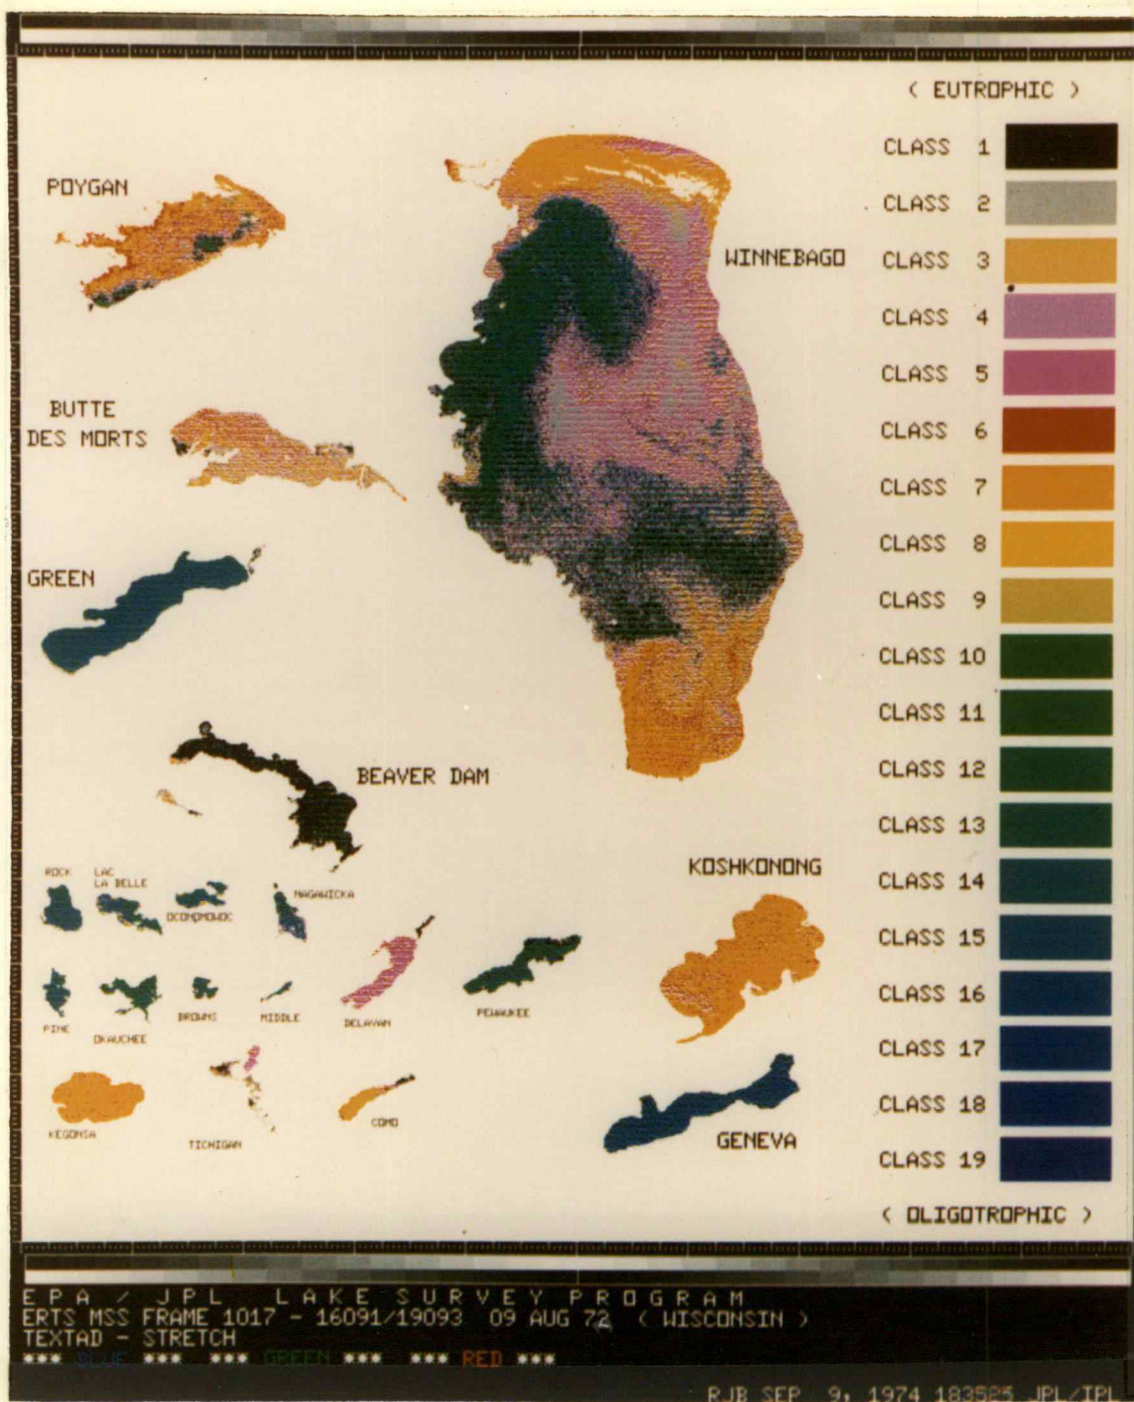 ( EUTROPHIC )
CLASS 1
CLASS 2
CLASS 3
CLASS 4
CLASS 5
CLASS 6
CLASS 7
CLASS 8
CLASS 9
CLASS 10
CLASS 11
CLASS 12
CLASS 13
CLASS 14
CLASS 15
CLASS 16
CLASS 17
CLASS 18
CLASS 19
( OLIGOTROPHIC )
POYGAN
WINNEBAGO
BUTTE
DES MORTS
GREEN
BEAVER DAM
KOSHKONONG
ROCK
LAC
LA BELLE
OCONOMOWOC
NAGAWICKA
PINE
OKAUCHEE
BROWNS
MIDDLE
DELAVAN
PEWAUKEE
KEGONSA
TICHIGAN
COMO
GENEVA
EPA / JPL LAKE SURVEY PROGRAM
ERTS MSS FRAME 1017 - 16091/19093 09 AUG 72 ( WISCONSIN )
TEXTAD - STRETCH
*** BLUE *** *** GREEN *** *** RED ***
RJB SEP 9, 1974 183525 JPL/IPL